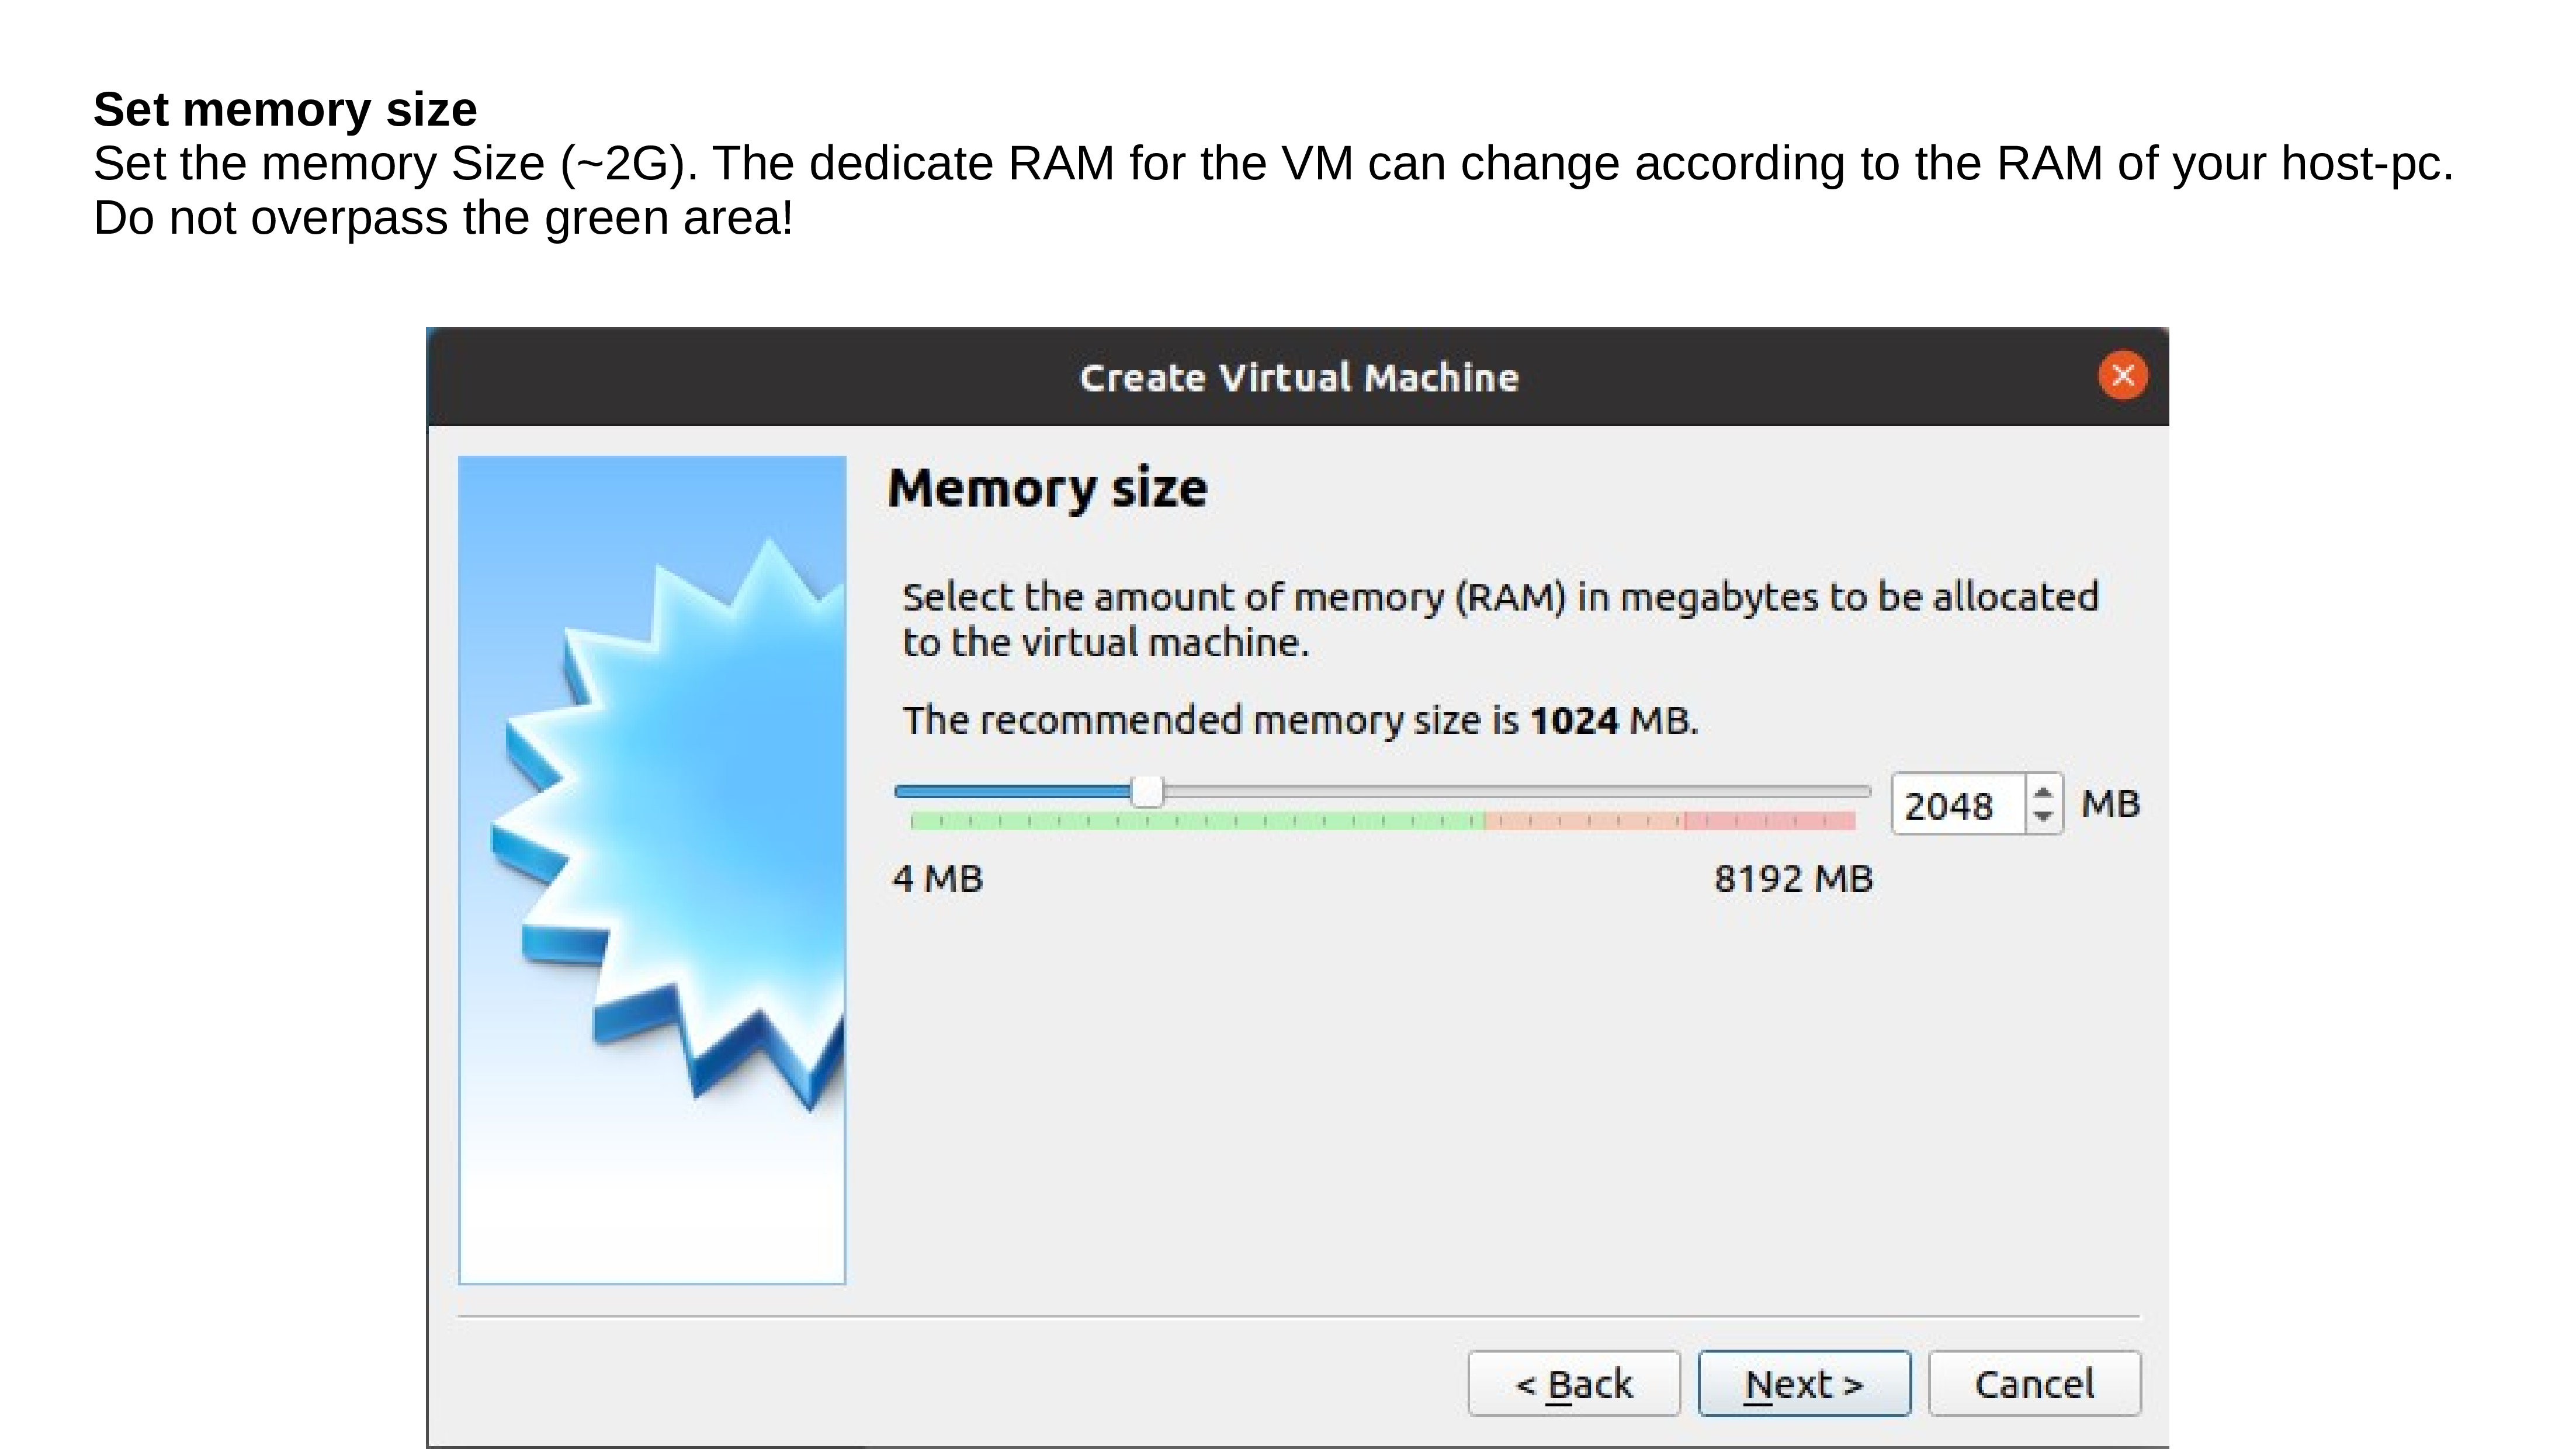 Set memory size
Set the memory Size (~2G). The dedicate RAM for the VM can change according to the RAM of your host-pc.
Do not overpass the green area!
Create Virtual Machine
Memory size
Select the amount of memory (RAM) in megabytes to be allocated
to the virtual machine.
The recommended memory size is 1024 MB.
2048 MB
4 MB 8192 MB
< Back Next > Cancel